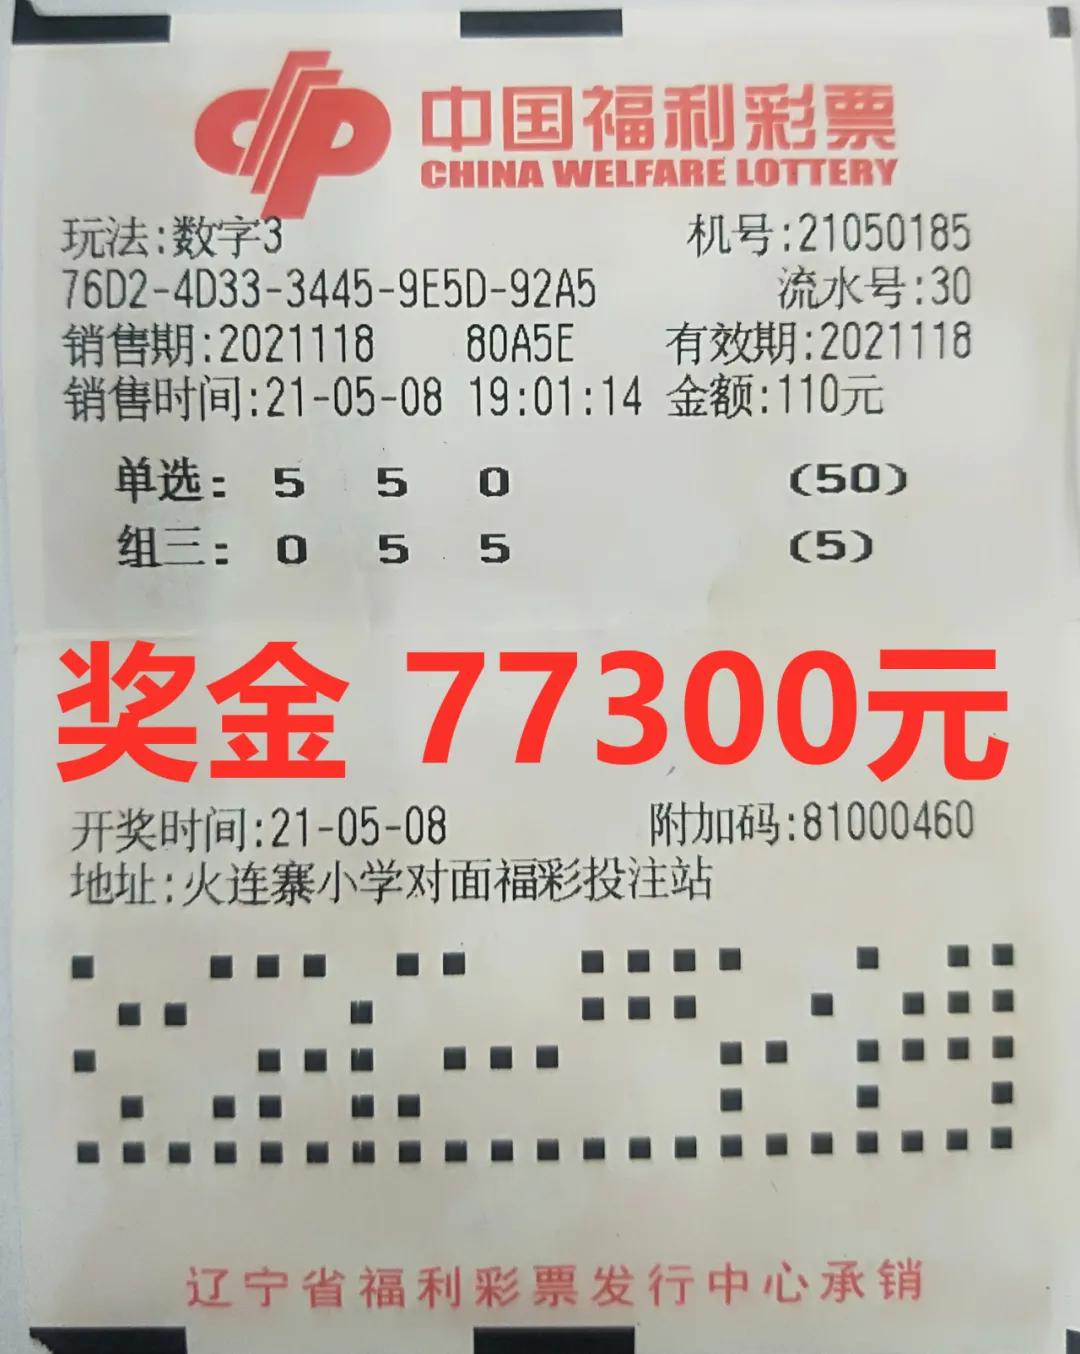 中国福利彩票
CHINA WELFARE LOTTERY
玩法:数字3 机号:21050185
76D2-4D33-3445-9E5D-92A5 流水号:30
销售期:2021118 80A5E 有效期:2021118
销售时间:21-05-08 19:01:14 金额:110元
单选: 5 5 0 (50)
组三: 0 5 5 (5)
奖金 77300元
开奖时间:21-05-08 附加码:81000460
地址:火连寨小学对面福彩投注站
辽宁省福利彩票发行中心承销